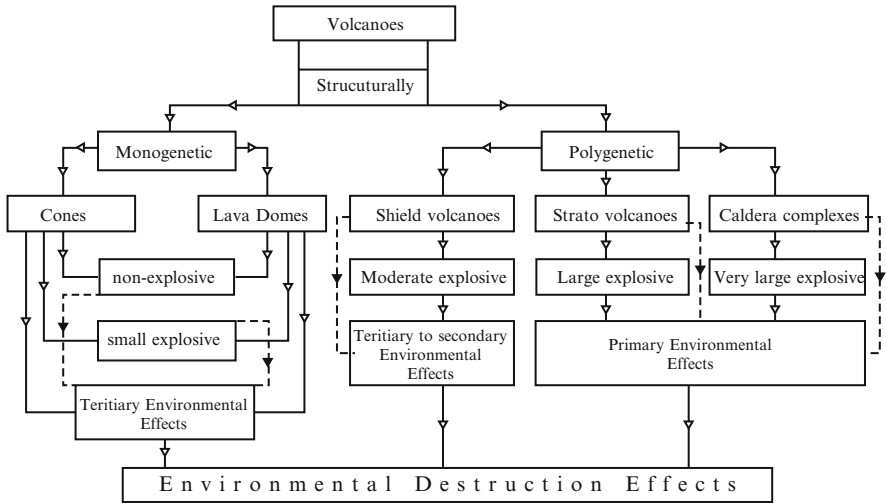 Volcanoes
Strucuturally
Monogenetic
Polygenetic
Cones
Lava Domes
Shield volcanoes
Strato volcanoes
Caldera complexes
non-explosive
Moderate explosive
Large explosive
Very large explosive
small explosive
Teritiary to secondary
Environmental
Effects
Primary Environmental
Effects
Teritiary Environmental
Effects
Environmental Destruction Effects